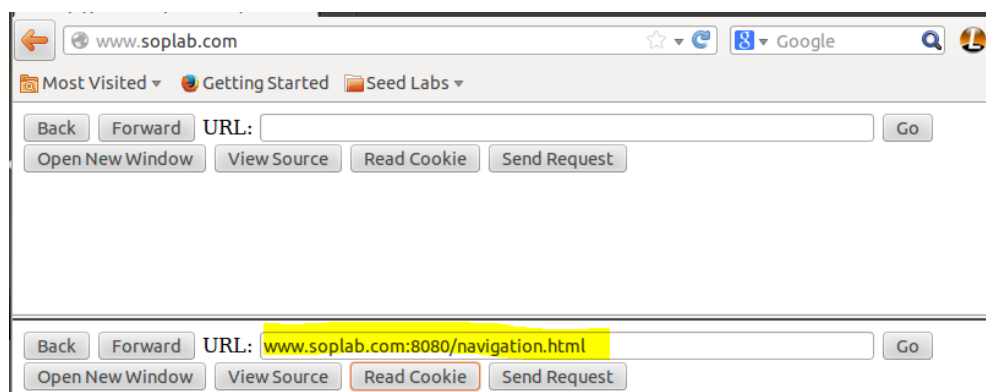 www.soplab.com Google
Most Visited Getting Started Seed Labs
Back Forward URL: Go
Open New Window View Source Read Cookie Send Request
Back Forward URL: www.soplab.com:8080/navigation.html Go
Open New Window View Source Read Cookie Send Request